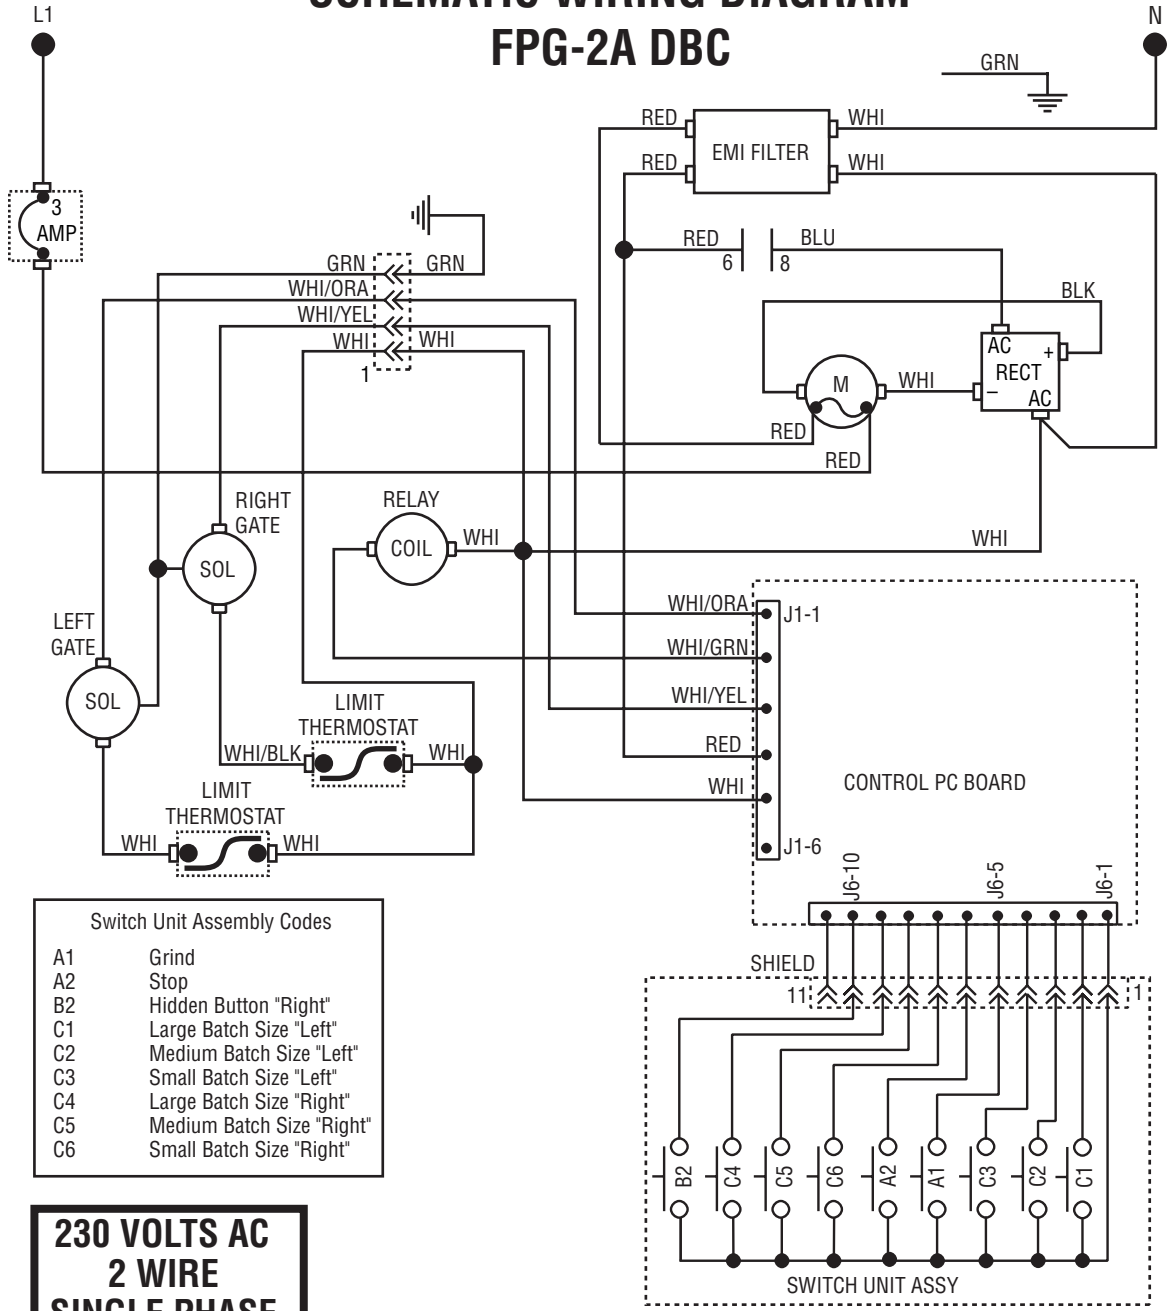 SCHEMATIC WIRING DIAGRAM
FPG-2A DBC
L1
N
GRN
RED
WHI
EMI FILTER
RED
WHI
3
AMP
RED
BLU
6
8
GRN
GRN
WHI/ORA
WHI/YEL
WHI
WHI
1
BLK
AC
+
RECT
–
AC
M
WHI
RED
RED
RIGHT
GATE
SOL
RELAY
COIL
WHI
WHI
LEFT
GATE
SOL
WHI/ORA
J1-1
WHI/GRN
WHI/YEL
RED
WHI
J1-6
CONTROL PC BOARD
LIMIT
THERMOSTAT
WHI/BLK
WHI
LIMIT
THERMOSTAT
WHI
WHI
J6-10
J6-5
J6-1
SHIELD
11
1
Switch Unit Assembly Codes
A1 Grind
A2 Stop
B2 Hidden Button "Right"
C1 Large Batch Size "Left"
C2 Medium Batch Size "Left"
C3 Small Batch Size "Left"
C4 Large Batch Size "Right"
C5 Medium Batch Size "Right"
C6 Small Batch Size "Right"
B2
C4
C5
C6
A2
A1
C3
C2
C1
SWITCH UNIT ASSY
230 VOLTS AC
2 WIRE
SINGLE PHASE